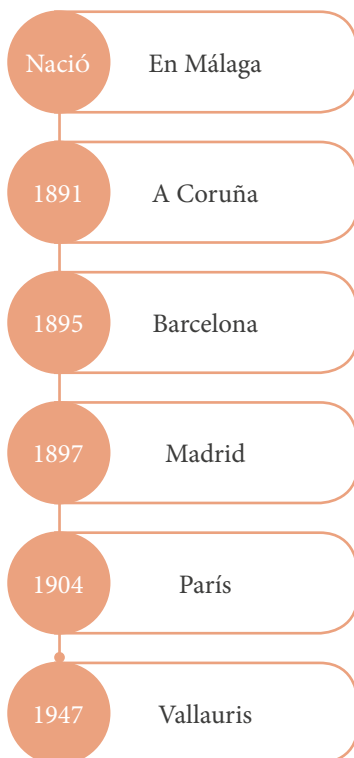 Nació En Málaga
1891 A Coruña
1895 Barcelona
1897 Madrid
1904 París
1947 Vallauris